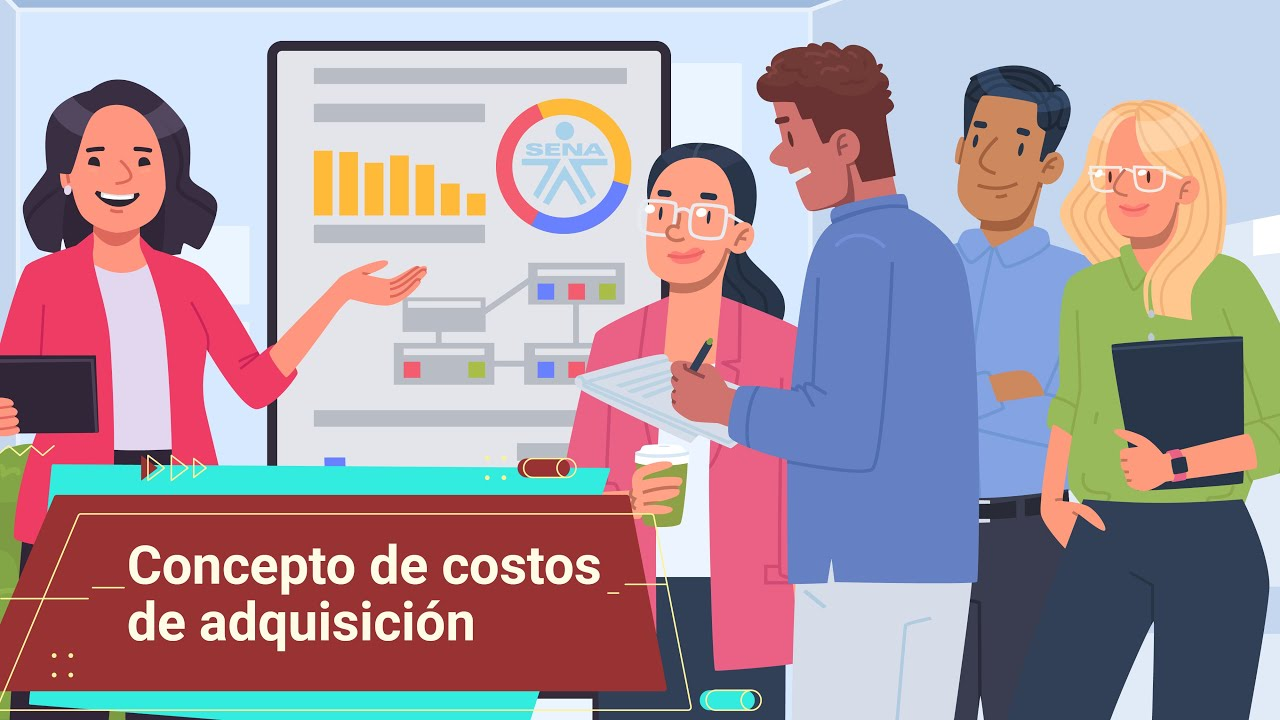 SENA
Concepto de costos
de adquisición